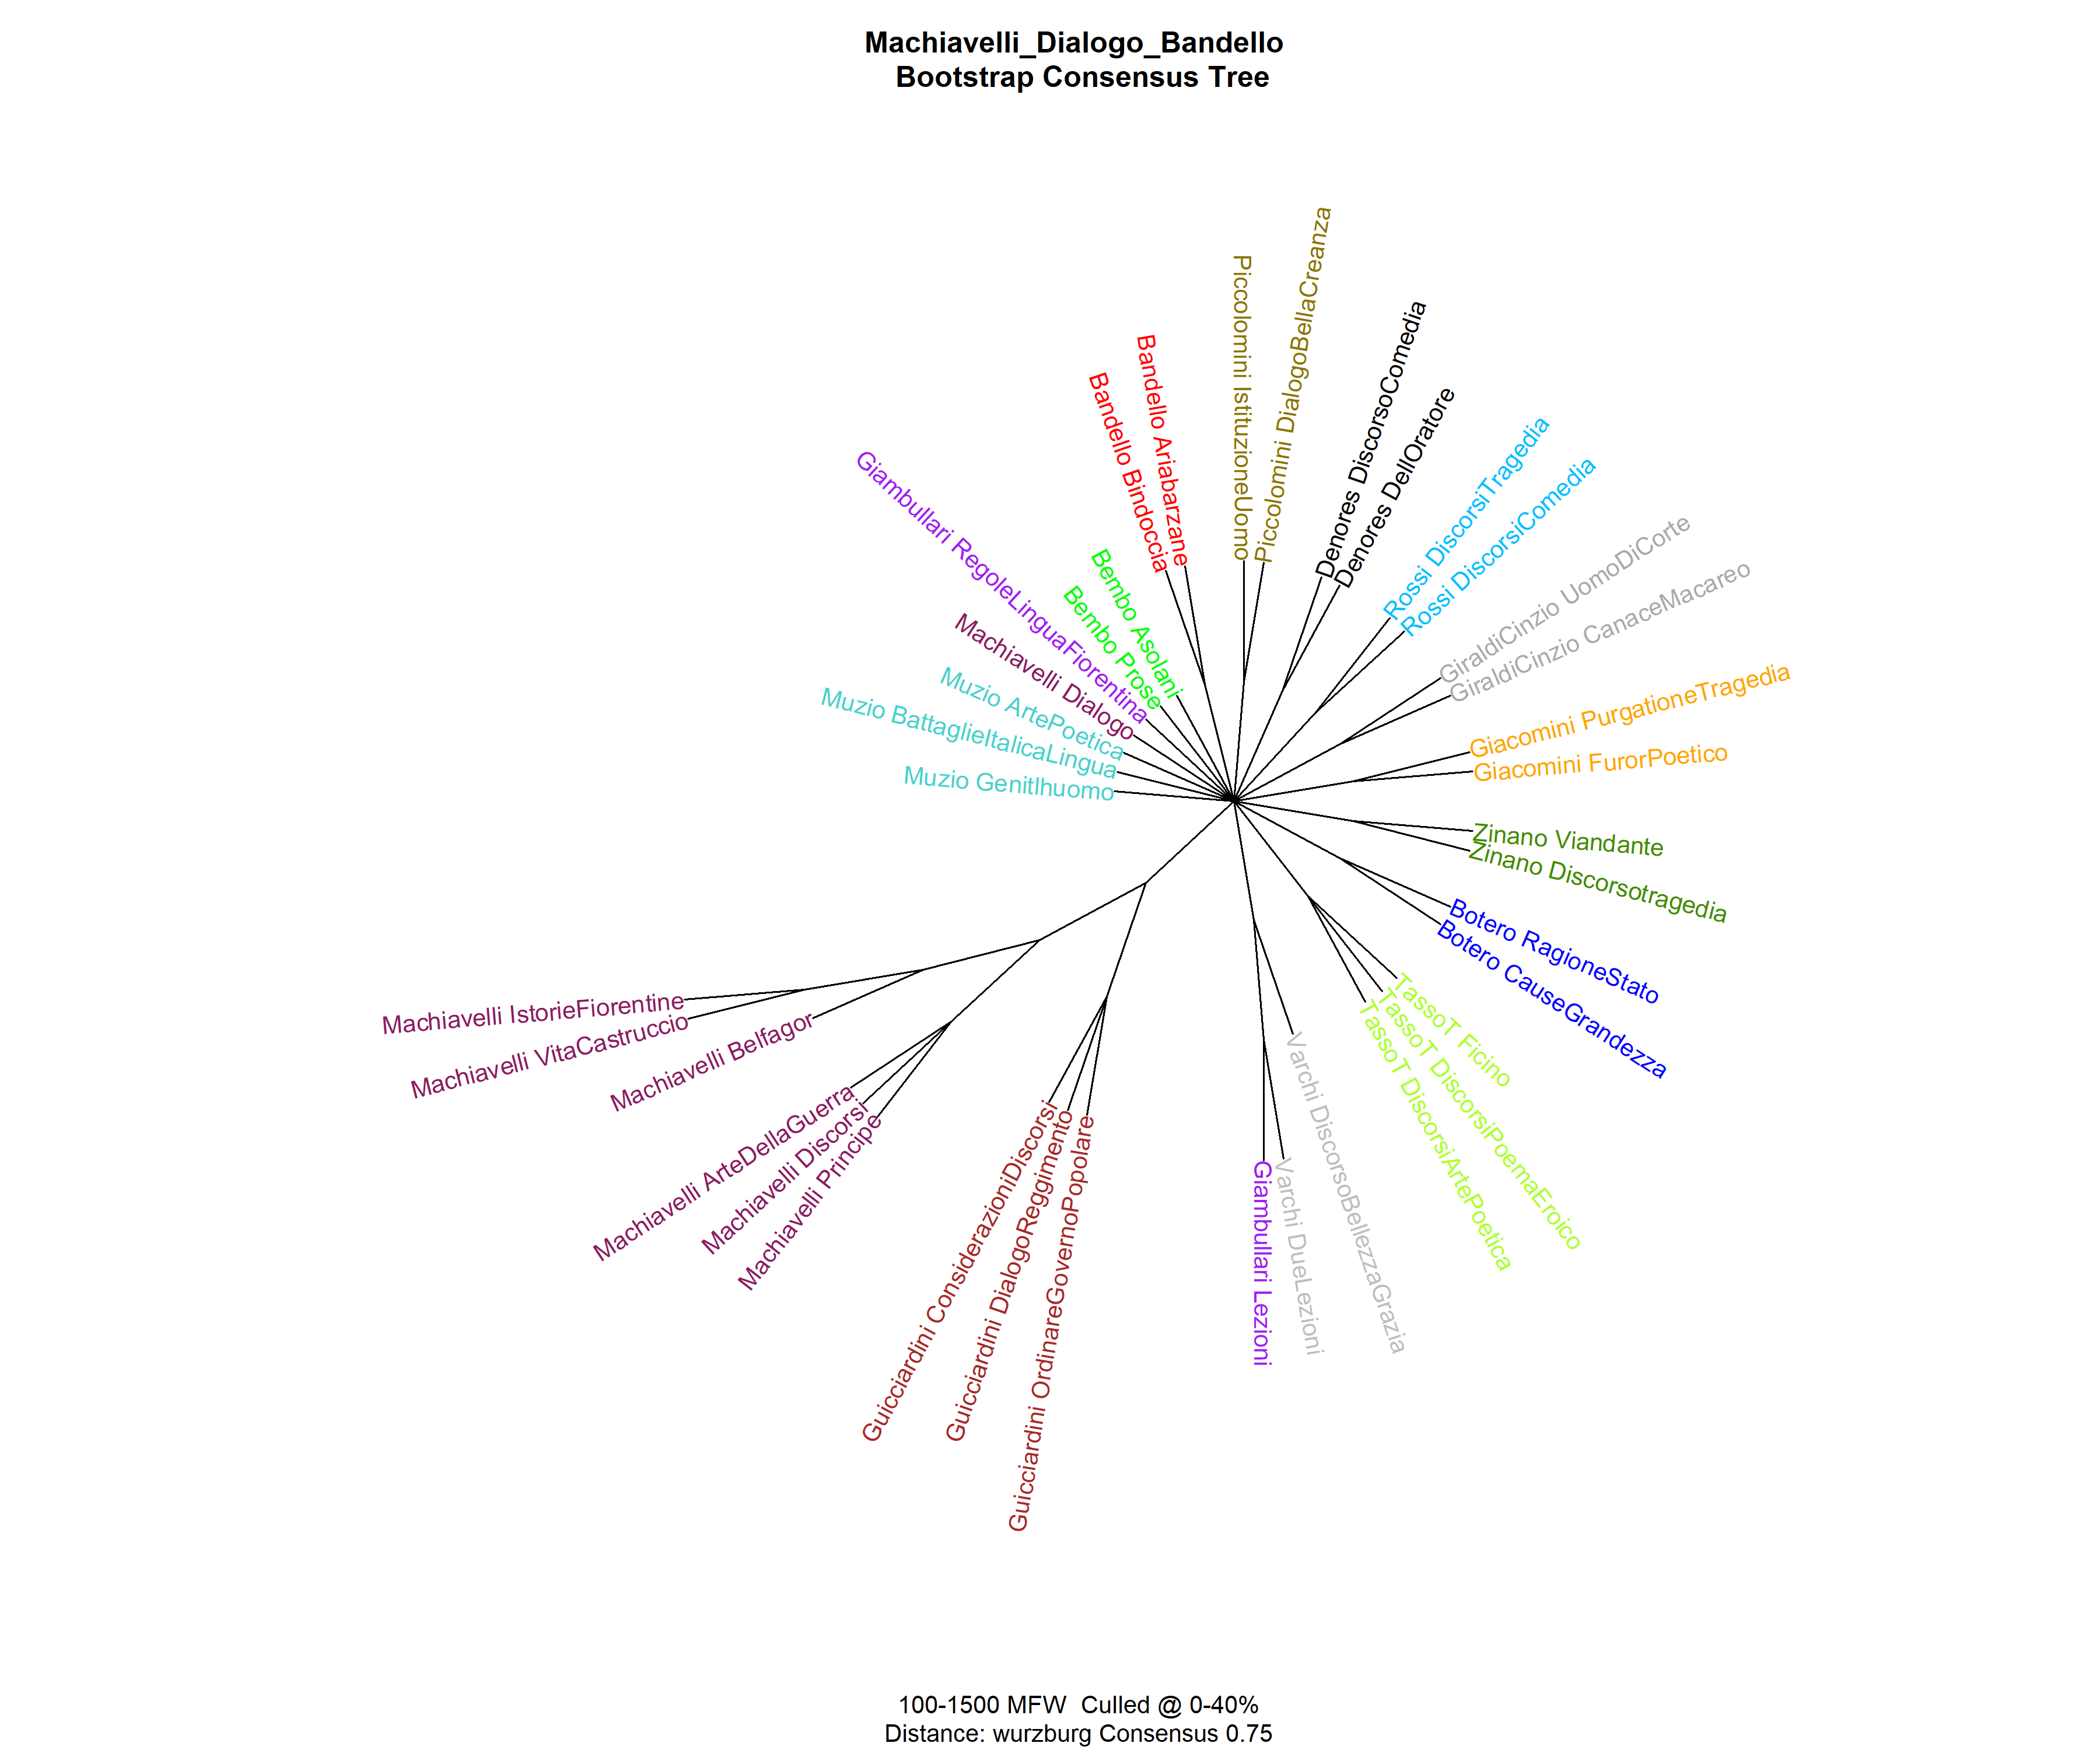 Machiavelli_Dialogo_Bandello
Bootstrap Consensus Tree
Piccolomini IstituzioneUomo
Piccolomini DialogoBellaCreanza
Denores DiscorsoComedia
Denores DellOratore
Rossi DiscorsiTragedia
Rossi DiscorsiComedia
GiraldiCinzio UomoDiCorte
GiraldiCinzio CanaceMacareo
Giacomini PurgationeTragedia
Giacomini FurorPoetico
Zinano Viandante
Zinano Discorsotragedia
Botero RagioneStato
Botero CauseGrandezza
TassoT Ficino
TassoT DiscorsiPoemaEroico
TassoT DiscorsiArtePoetica
Varchi DiscorsoBellezzaGrazia
Varchi DueLezioni
Giambullari Lezioni
Guicciardini OrdinareGovernoPopolare
Guicciardini DialogoReggimento
Guicciardini ConsiderazioniDiscorsi
Machiavelli Principe
Machiavelli Discorsi
Machiavelli ArteDellaGuerra
Machiavelli Belfagor
Machiavelli VitaCastruccio
Machiavelli IstorieFiorentine
Muzio Genitlhuomo
Muzio BattaglieItalicaLingua
Muzio ArtePoetica
Machiavelli Dialogo
Giambullari RegoleLinguaFiorentina
Bembo Prose
Bembo Asolani
Bandello Bindoccia
Bandello Ariabarzane
100-1500 MFW  Culled @ 0-40%
Distance: wurzburg Consensus 0.75